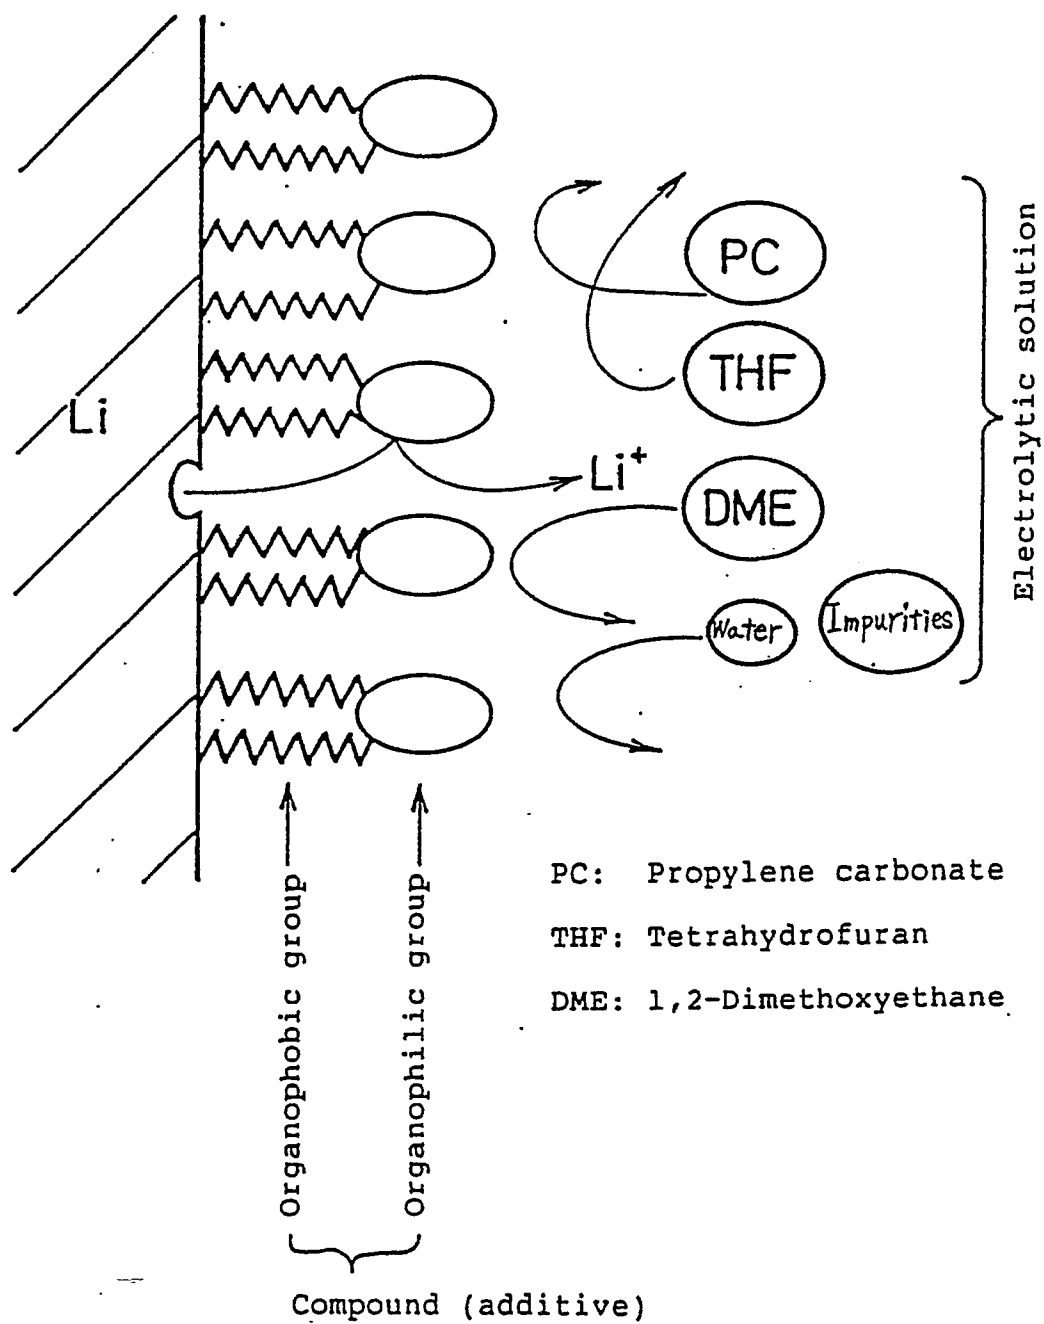 PC
THF
Li
Li+
DME
Water
Impurities
Electrolytic solution
PC: Propylene carbonate
THF: Tetrahydrofuran
DME: 1,2-Dimethoxyethane
Organophobic group
Organophilic group
Compound (additive)